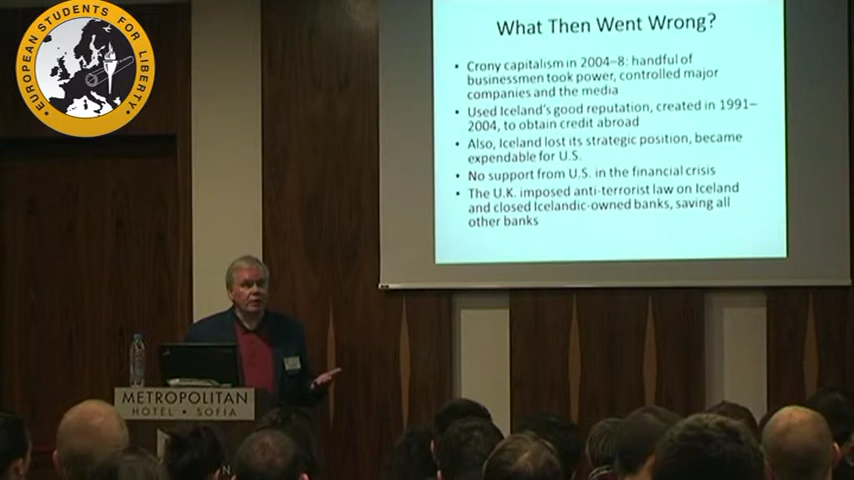 EUROPEAN STUDENTS FOR LIBERTY
What Then Went Wrong?
• Crony capitalism in 2004–8: handful of
businessmen took power, controlled major
companies and the media
• Used Iceland's good reputation, created in 1991–
2004, to obtain credit abroad
• Also, Iceland lost its strategic position, became
expendable for U.S.
• No support from U.S. in the financial crisis
• The U.K. imposed anti-terrorist law on Iceland
and closed Icelandic-owned banks, saving all
other banks
METROPOLITAN
HOTEL • SOFIA